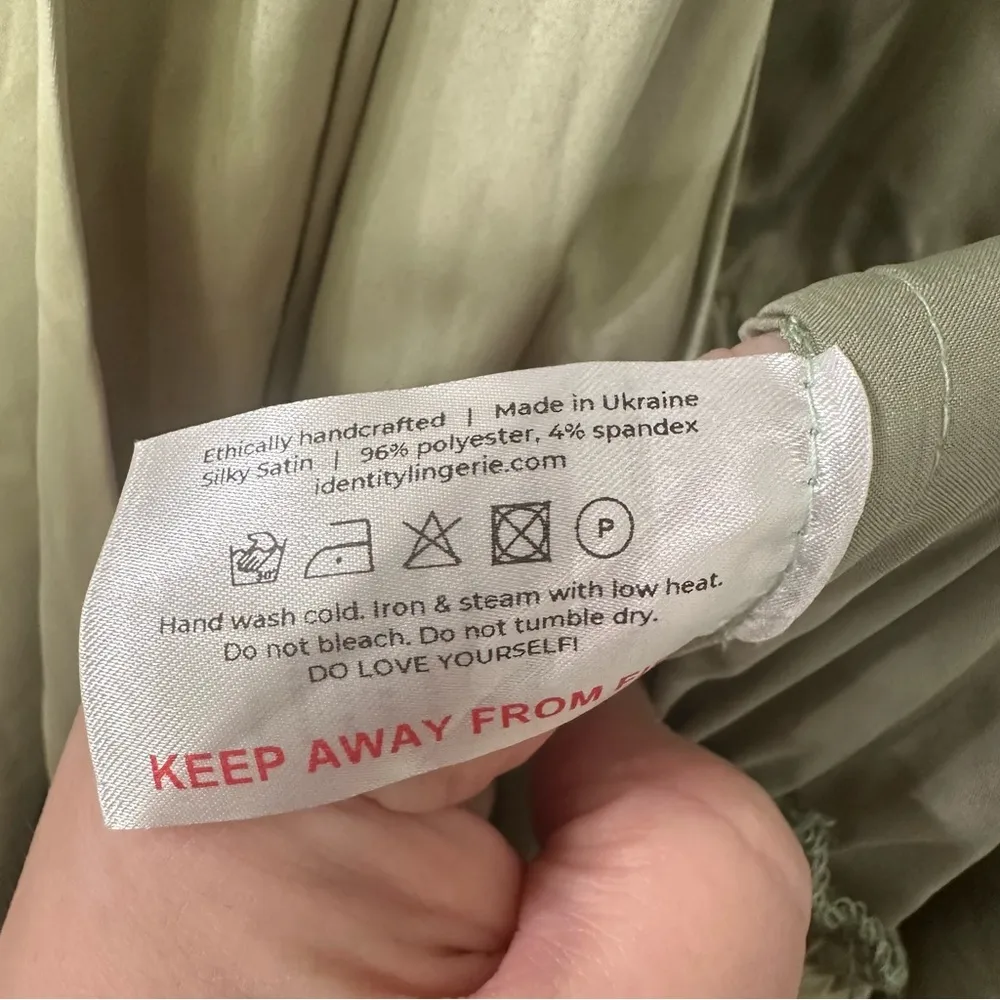 Ethically handcrafted | Made in Ukraine
Silky Satin | 96% polyester, 4% spandex
identitylingerie.com
30°
P
Hand wash cold. Iron & steam with low heat.
Do not bleach. Do not tumble dry.
DO LOVE YOURSELF!
KEEP AWAY FROM